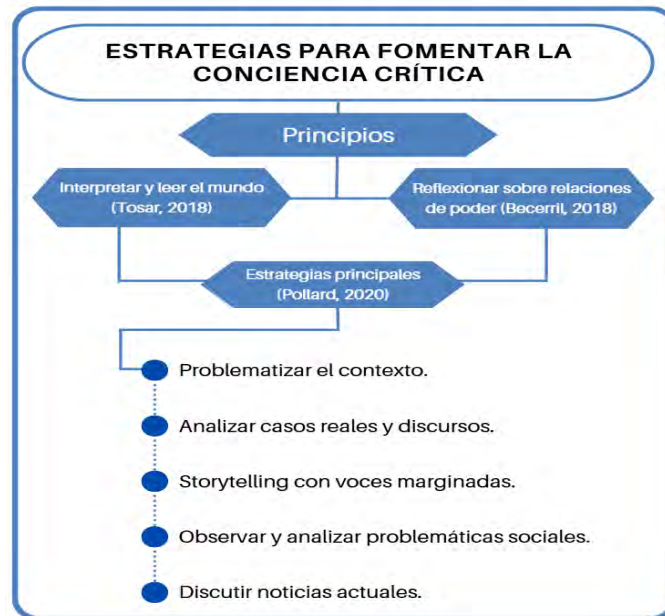 ESTRATEGIAS PARA FOMENTAR LA
CONCIENCIA CRÍTICA
Principios
Interpretar y leer el mundo
(Tosar, 2018)
Reflexionar sobre relaciones
de poder (Becerril, 2018)
Estrategias principales
(Pollard, 2020)
Problematizar el contexto.
Analizar casos reales y discursos.
Storytelling con voces marginadas.
Observar y analizar problemáticas sociales.
Discutir noticias actuales.